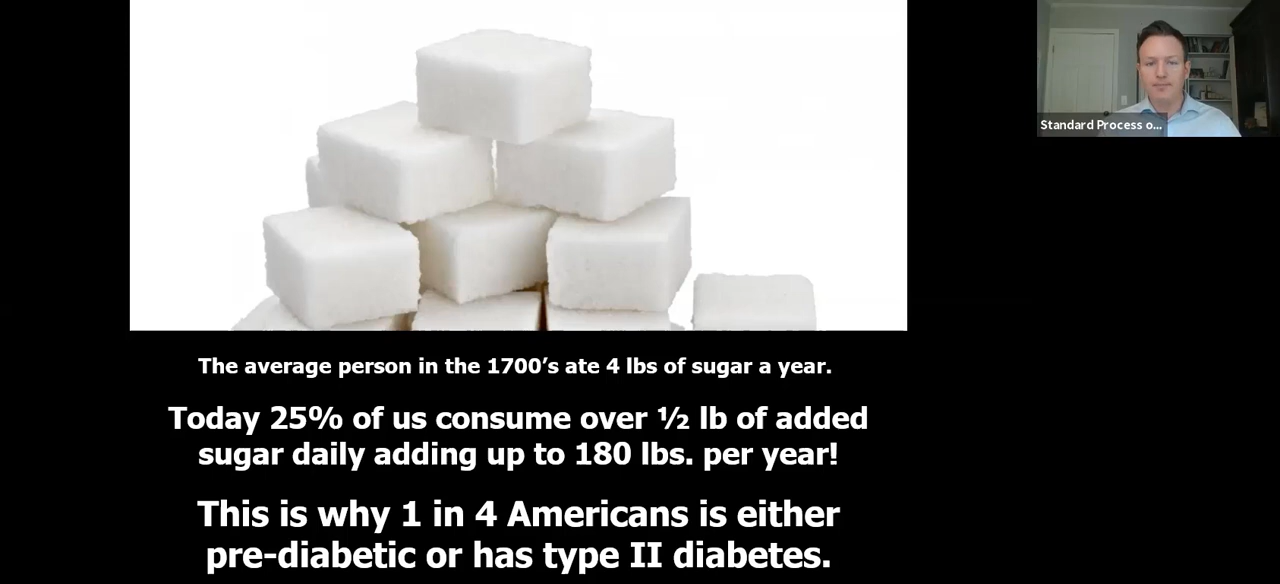 Standard Process o...
The average person in the 1700’s ate 4 lbs of sugar a year.
Today 25% of us consume over ½ lb of added
sugar daily adding up to 180 lbs. per year!
This is why 1 in 4 Americans is either
pre-diabetic or has type II diabetes.